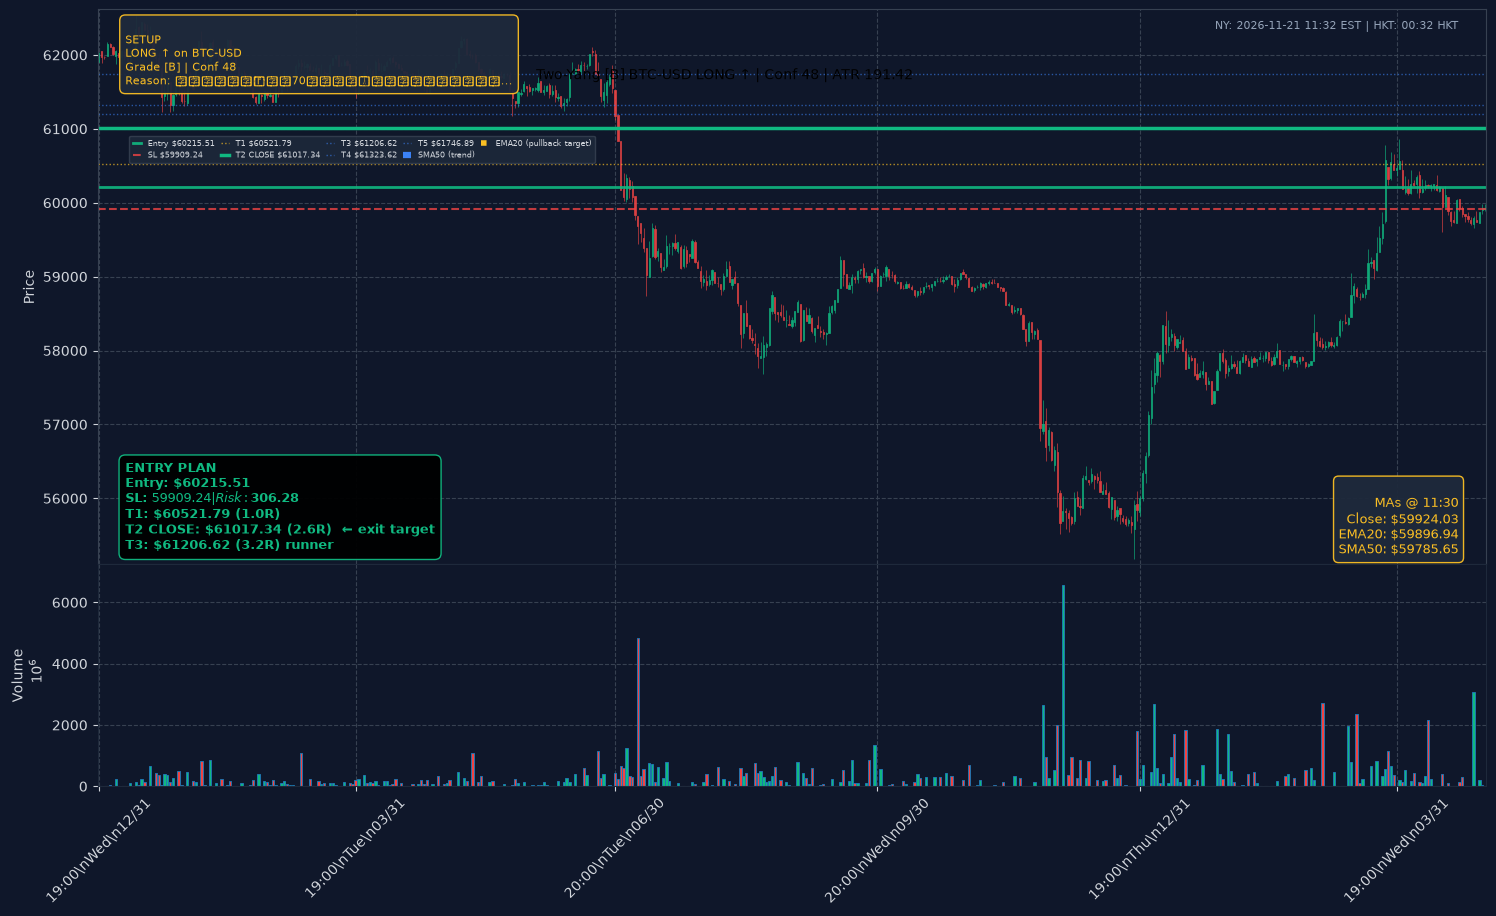 NY: 2026-11-21 11:32 EST | HKT: 00:32 HKT
SETUP
LONG ↑ on BTC-USD
Grade [B] | Conf 48
Reason:
[B] BTC-USD LONG ↑ | Conf 48 | ATR 191.42
Entry $60215.51
T1 $60521.79
T3 $61206.62
T5 $61746.89
EMA20 (pullback target)
SL $59909.24
T2 CLOSE $61017.34
T4 $61323.62
SMA50 (trend)
Price
62000
61000
60000
59000
58000
57000
56000
ENTRY PLAN
Entry: $60215.51
SL: 59909.24|Risk:306.28
T1: $60521.79 (1.0R)
T2 CLOSE: $61017.34 (2.6R) ← exit target
T3: $61206.62 (3.2R) runner
MAs @ 11:30
Close: $59924.03
EMA20: $59896.94
SMA50: $59785.65
Volume
10⁶
6000
4000
2000
0
19:00\nWed\n12/31
19:00\nTue\n03/31
20:00\nTue\n06/30
20:00\nWed\n09/30
19:00\nThu\n12/31
19:00\nWed\n03/31